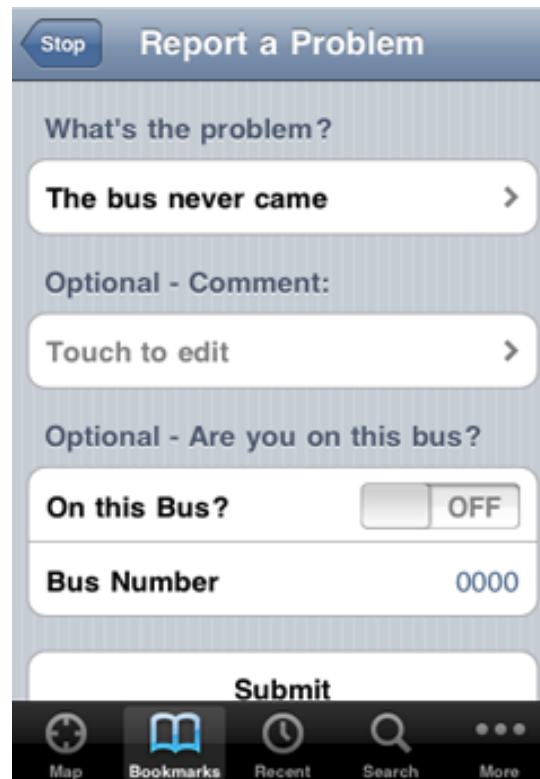 Stop Report a Problem
What's the problem?
The bus never came
Optional - Comment:
Touch to edit
Optional - Are you on this bus?
On this Bus? OFF
Bus Number 0000
Submit
Map Bookmarks Recent Search More